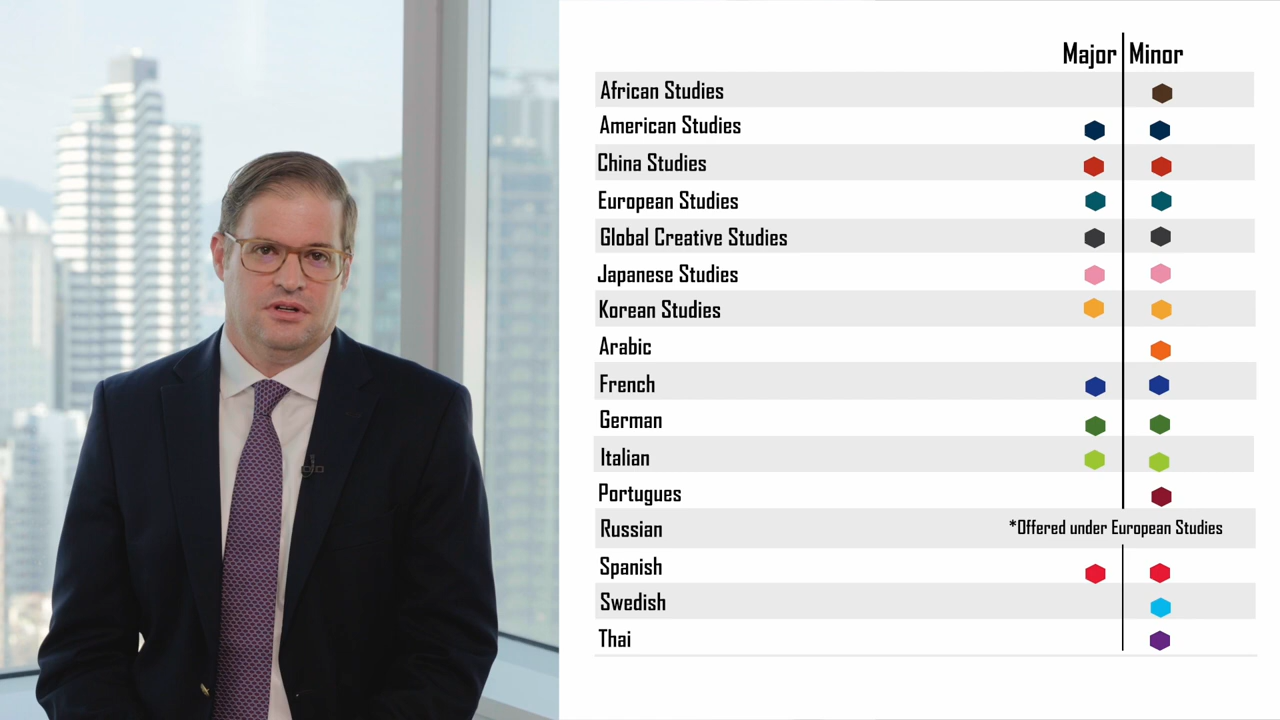 Major Minor
African Studies
American Studies
China Studies
European Studies
Global Creative Studies
Japanese Studies
Korean Studies
Arabic
French
German
Italian
Portugues
Russian *Offered under European Studies
Spanish
Swedish
Thai